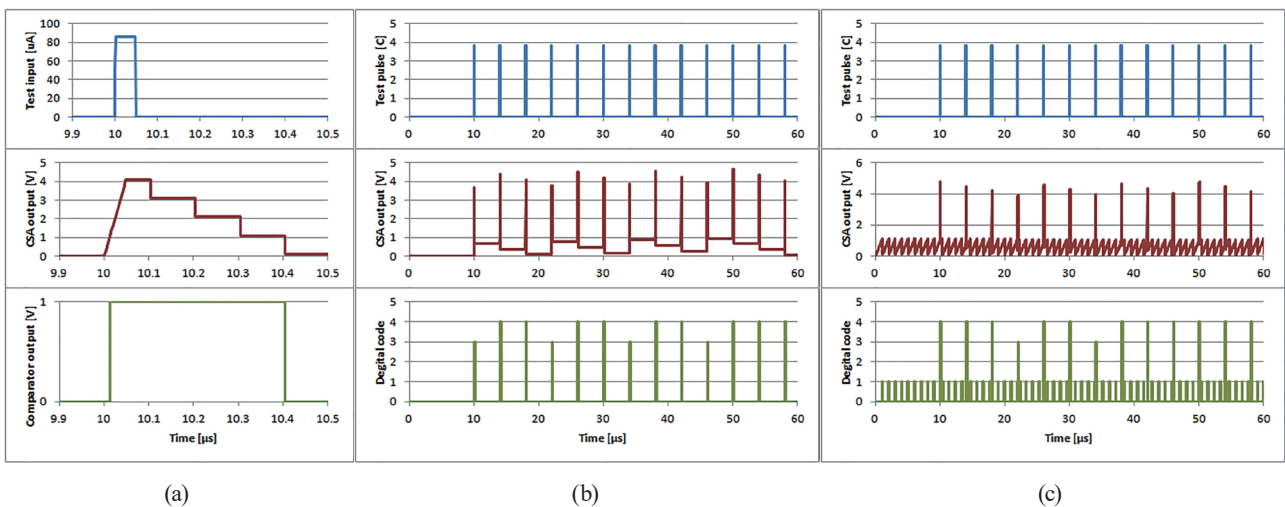 Test input [uA]
100
80
60
40
20
0
9.9 10 10.1 10.2 10.3 10.4 10.5
CSA output [V]
5
4
3
2
1
0
9.9 10 10.1 10.2 10.3 10.4 10.5
Comparator output [V]
1
0
9.9 10 10.1 10.2 10.3 10.4 10.5
Time [µs]
Test pulse [C]
5
4
3
2
1
0
0 10 20 30 40 50 60
CSA output [V]
5
4
3
2
1
0
0 10 20 30 40 50 60
Degital code
5
4
3
2
1
0
0 10 20 30 40 50 60
Time [µs]
Test pulse [C]
5
4
3
2
1
0
0 10 20 30 40 50 60
CSA output [V]
6
4
2
0
0 10 20 30 40 50 60
Degital code
5
4
3
2
1
0
0 10 20 30 40 50 60
Time [µs]
(a) (b) (c)